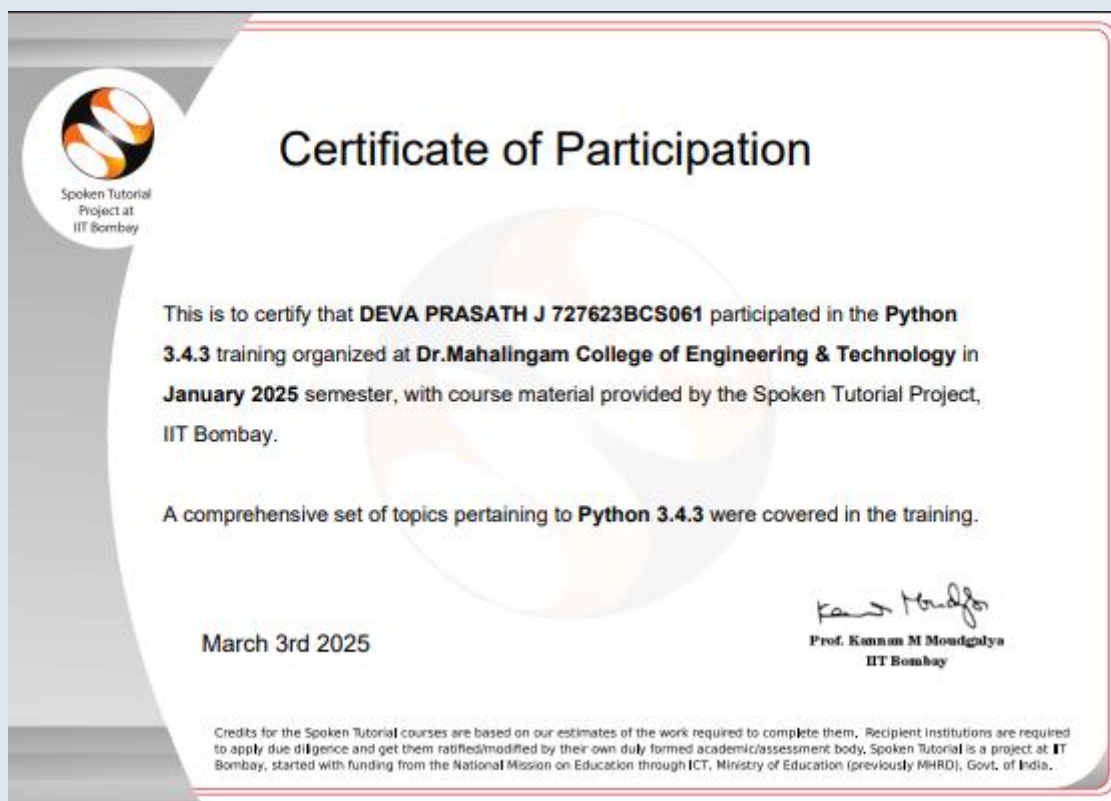 Spoken Tutorial
Project at
IIT Bombay
Certificate of Participation
This is to certify that DEVA PRASATH J 727623BCS061 participated in the Python
3.4.3 training organized at Dr.Mahalingam College of Engineering & Technology in
January 2025 semester, with course material provided by the Spoken Tutorial Project,
IIT Bombay.
A comprehensive set of topics pertaining to Python 3.4.3 were covered in the training.
March 3rd 2025
Prof. Kannan M Moudgalya
IIT Bombay
Credits for the Spoken Tutorial courses are based on our estimates of the work required to complete them. Recipient institutions are required
to apply due diligence and get them ratified/modified by their own duly formed academic/assessment body. Spoken Tutorial is a project at IIT
Bombay, started with funding from the National Mission on Education through ICT, Ministry of Education (previously MHRD), Govt. of India.